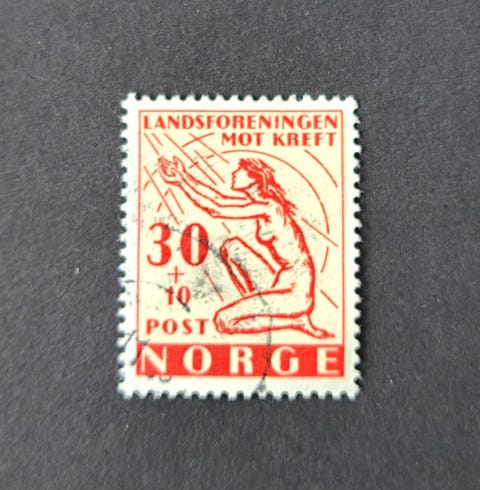 LANDSFORENINGEN
MOT KREFT
30
+
10
POST
NORGE